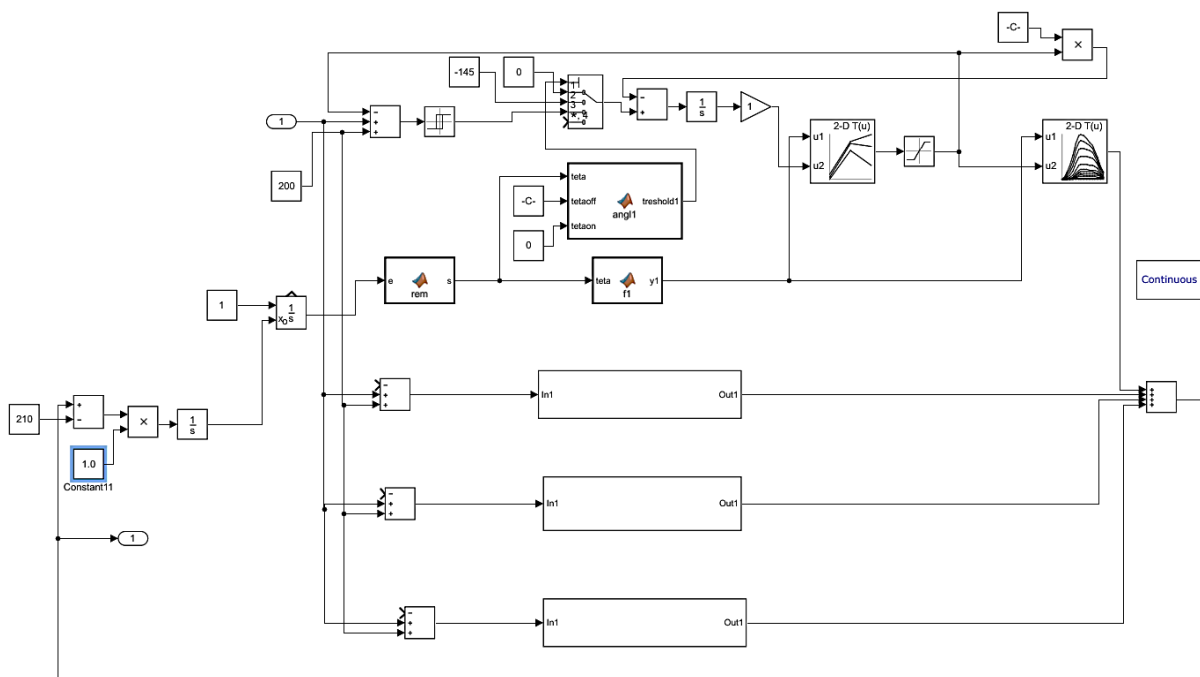 -C-
×
-145
0
1
2
3
*, *
-
+
1
s
1
2-D T(u)
u1
u2
2-D T(u)
u1
u2
1
-
+
+
200
teta
-C-
tetaoff
treshold1
angl1
0
tetaon
e
s
rem
teta
y1
f1
1
1
s
x0
Continuous
-
+
+
In1
Out1
+
+
+
+
210
+
-
×
1
s
1.0
Constant11
-
+
+
In1
Out1
1
-
+
+
In1
Out1